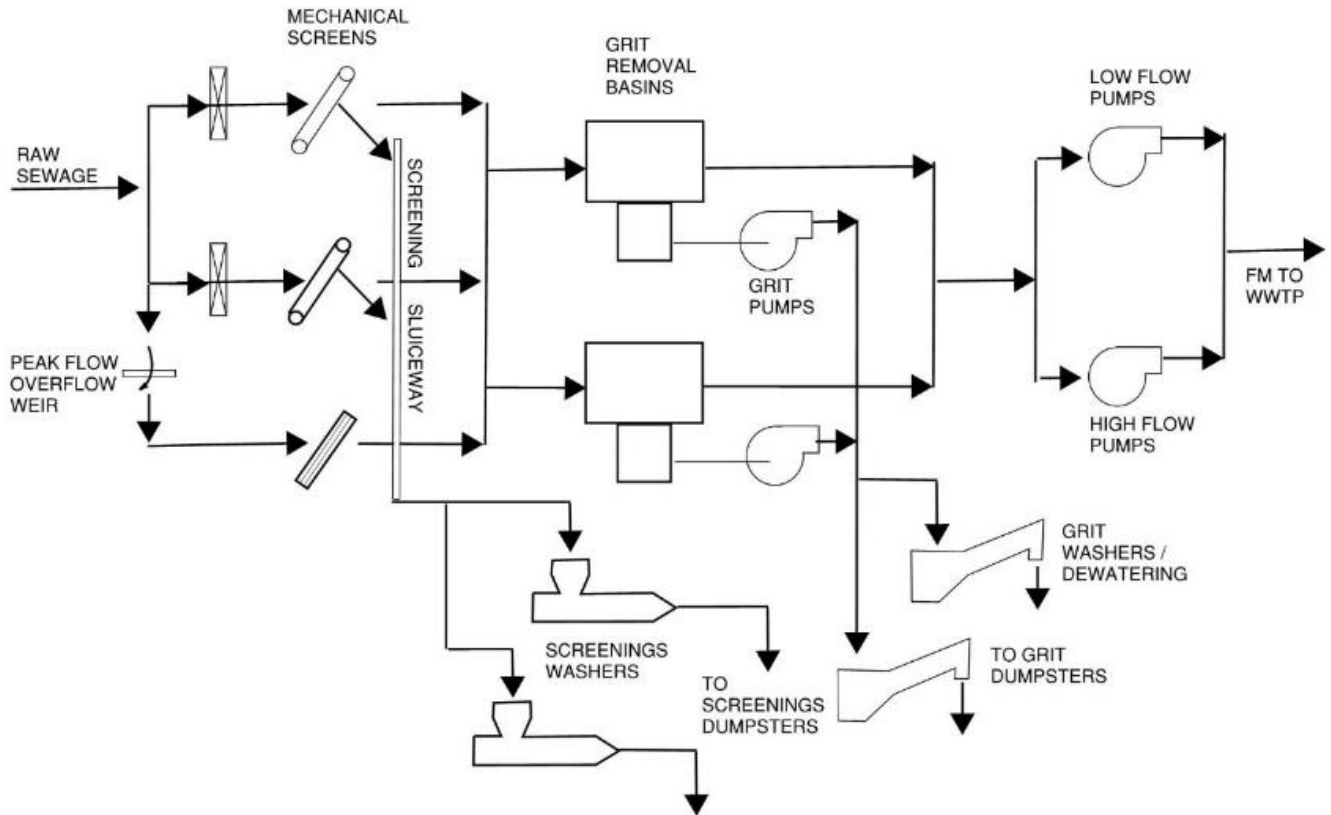 MECHANICAL
SCREENS
GRIT
REMOVAL
BASINS
LOW FLOW
PUMPS
RAW
SEWAGE
SCREENING
SLUICEWAY
GRIT
PUMPS
FM TO
WWTP
PEAK FLOW
OVERFLOW
WEIR
HIGH FLOW
PUMPS
GRIT
WASHERS /
DEWATERING
SCREENINGS
WASHERS
TO
SCREENINGS
DUMPSTERS
TO GRIT
DUMPSTERS